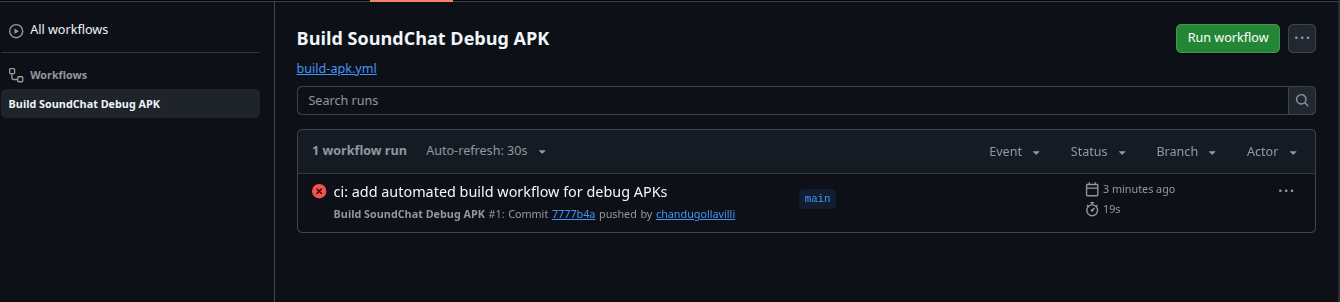 All workflows
Workflows
Build SoundChat Debug APK
Build SoundChat Debug APK
Run workflow
build-apk.yml
Search runs
1 workflow run Auto-refresh: 30s Event Status Branch Actor
ci: add automated build workflow for debug APKs
main
3 minutes ago
Build SoundChat Debug APK #1: Commit 7777b4a pushed by chandugollavilli
19s